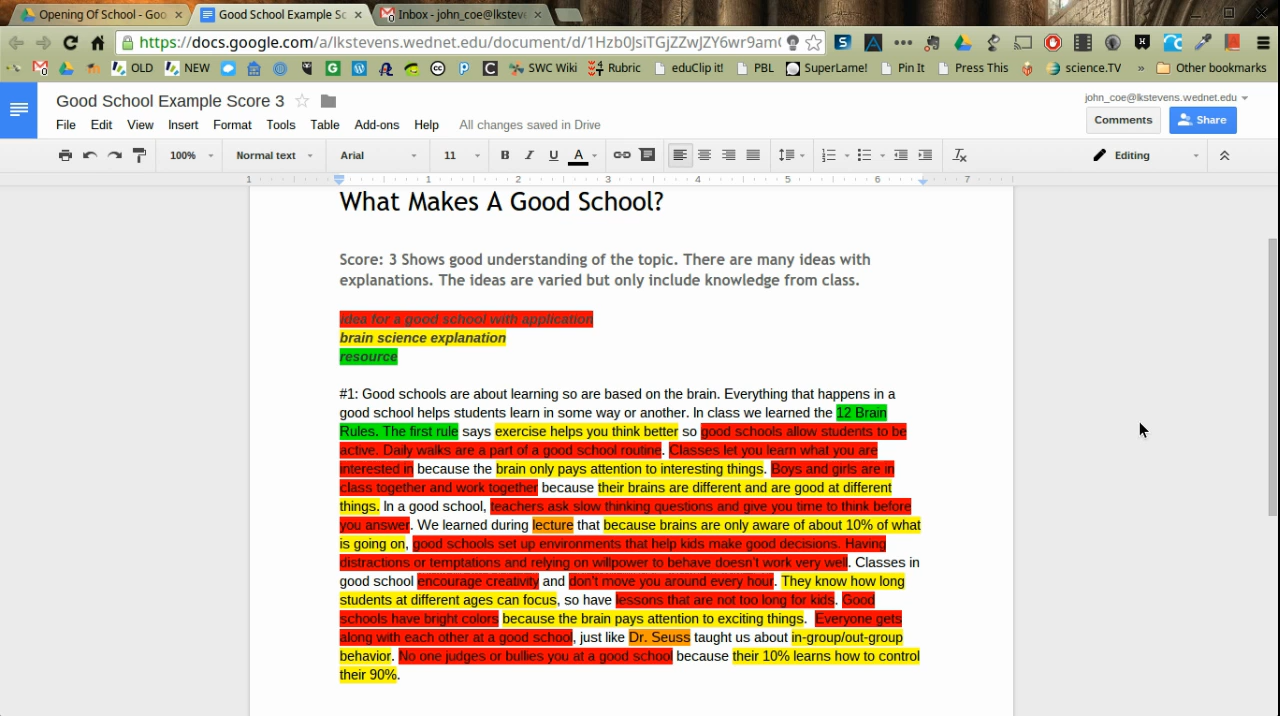 Opening Of School - Goo
Good School Example Sc
Inbox - john_coe@lksteve
https://docs.google.com/a/lkstevens.wednet.edu/document/d/1Hzb0JsiTGjZZwJZY6wr9am
OLD NEW SWC Wiki Rubric eduClip it! PBL SuperLame! Pin It Press This science.TV » Other bookmarks
Good School Example Score 3
john_coe@lkstevens.wednet.edu
File Edit View Insert Format Tools Table Add-ons Help All changes saved in Drive
Comments Share
100% Normal text Arial 11 B I U A Editing
1 1 2 3 4 5 6 7
What Makes A Good School?
Score: 3 Shows good understanding of the topic. There are many ideas with
explanations. The ideas are varied but only include knowledge from class.
idea for a good school with application
brain science explanation
resource
#1: Good schools are about learning so are based on the brain. Everything that happens in a
good school helps students learn in some way or another. In class we learned the 12 Brain
Rules. The first rule says exercise helps you think better so good schools allow students to be
active. Daily walks are a part of a good school routine. Classes let you learn what you are
interested in because the brain only pays attention to interesting things. Boys and girls are in
class together and work together because their brains are different and are good at different
things. In a good school, teachers ask slow thinking questions and give you time to think before
you answer. We learned during lecture that because brains are only aware of about 10% of what
is going on, good schools set up environments that help kids make good decisions. Having
distractions or temptations and relying on willpower to behave doesn't work very well. Classes in
good school encourage creativity and don't move you around every hour. They know how long
students at different ages can focus, so have lessons that are not too long for kids. Good
schools have bright colors because the brain pays attention to exciting things. Everyone gets
along with each other at a good school, just like Dr. Seuss taught us about in-group/out-group
behavior. No one judges or bullies you at a good school because their 10% learns how to control
their 90%.